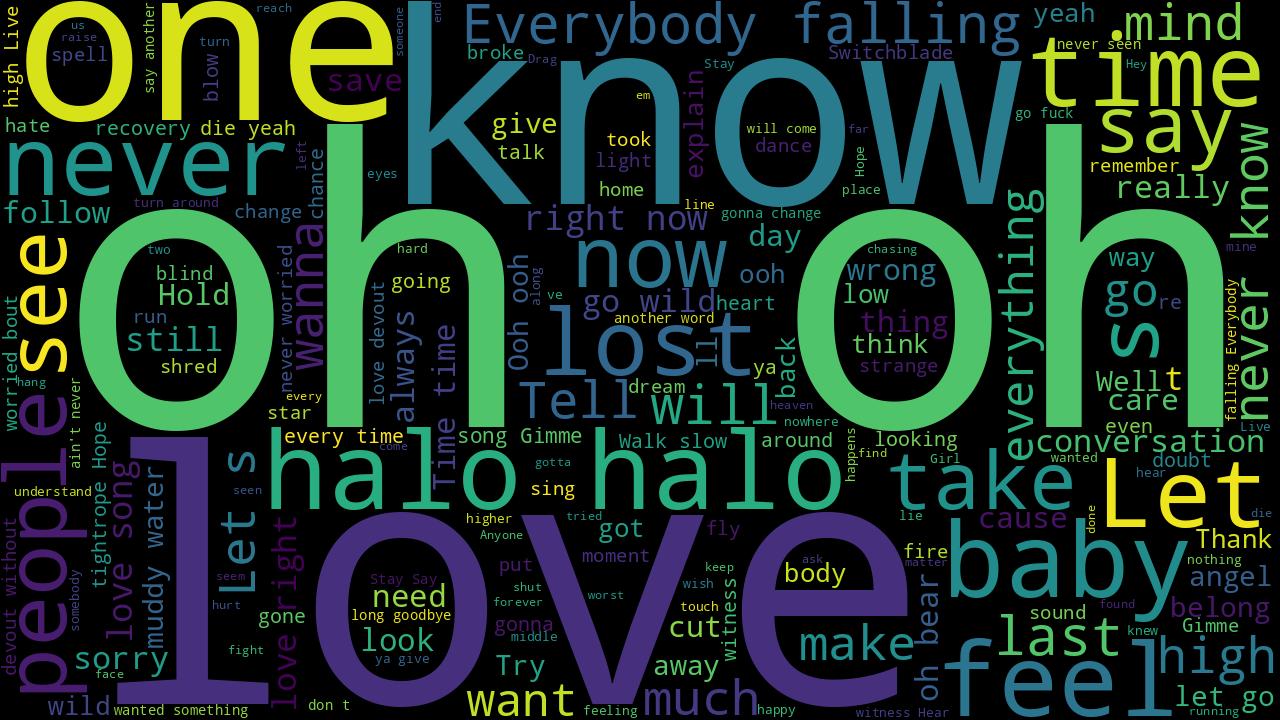 one
know
Everybody falling
yeah
mind
high Live
us
raise
spell
say another
turn
blow
reach
someone
end
save
broke
Drag
Stay
Switchblade
never seen
Hey
time
hate
recovery
die yeah
give
talk
em
took
light
home
explain
will come
dance
far
Hope
place
go fuck
say
remember
really
never
follow
turn around
left
chance
change
eyes
line
right now
gonna change
day
everything
never know
mine
oh oh
see
two
blind
Hold
run
still
shred
never worried
wanna
love devout
hard
going
always
Time time
Ooh ooh
along
ve
now
ooh
go wild
heart
another word
lost
ll
ya
back
chasing
wrong
low
thing
think
strange
way
go
re
s
Well
t
care
falling Everybody
worried bout
hang
people
ain't never
every
star
Tell
dream
will
heaven
nowhere
even
Live
every time
come
song
Gimme
Walk slow
around
happens
looking
find
Girl
conversation
wanted
doubt
hear
tightrope Hope
understand
love song
muddy water
Let s
seen
halo halo
gotta
sing
take
lie
Let
die
done
cause
Thank
devout without
somebody
seem
hurt
love right
love
higher
Anyone
tried
got
fly
fire
matter
baby
nothing
angel
Stay Say
need
long goodbye
look
ya give
put
shut
forever
gonna
middle
moment
worst
keep
wish
touch
cut
witness
ask
body
oh bear
sound
found
belong
Gimme
knew
last
gone
fight
sorry
face
Try
away
make
feel
high
wild
wanted something
don t
want
feeling
much
happy
witness Hear
let go
running